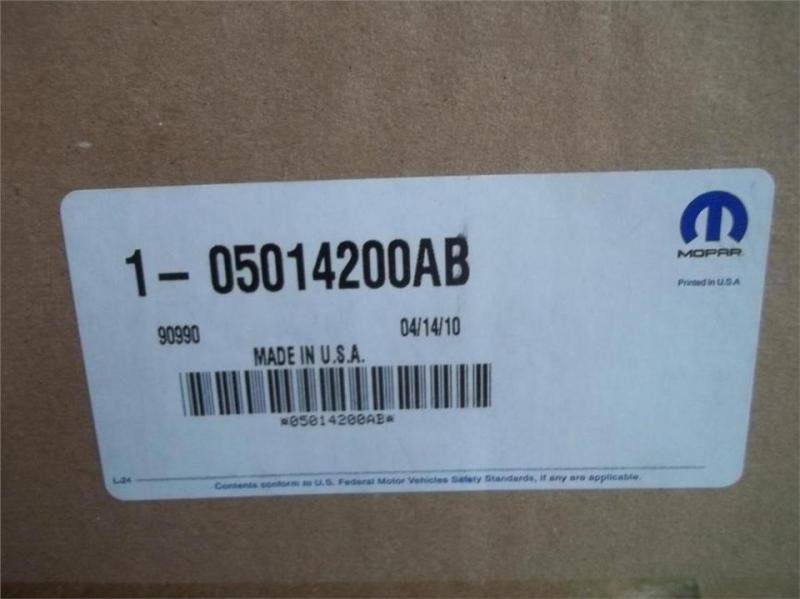 MOPAR
Printed in U.S.A
1- 05014200AB
90990 04/14/10
MADE IN U.S.A.
*05014200AB*
L-24
Contents conform to U.S. Federal Motor Vehicles Safety Standards, if any are applicable.